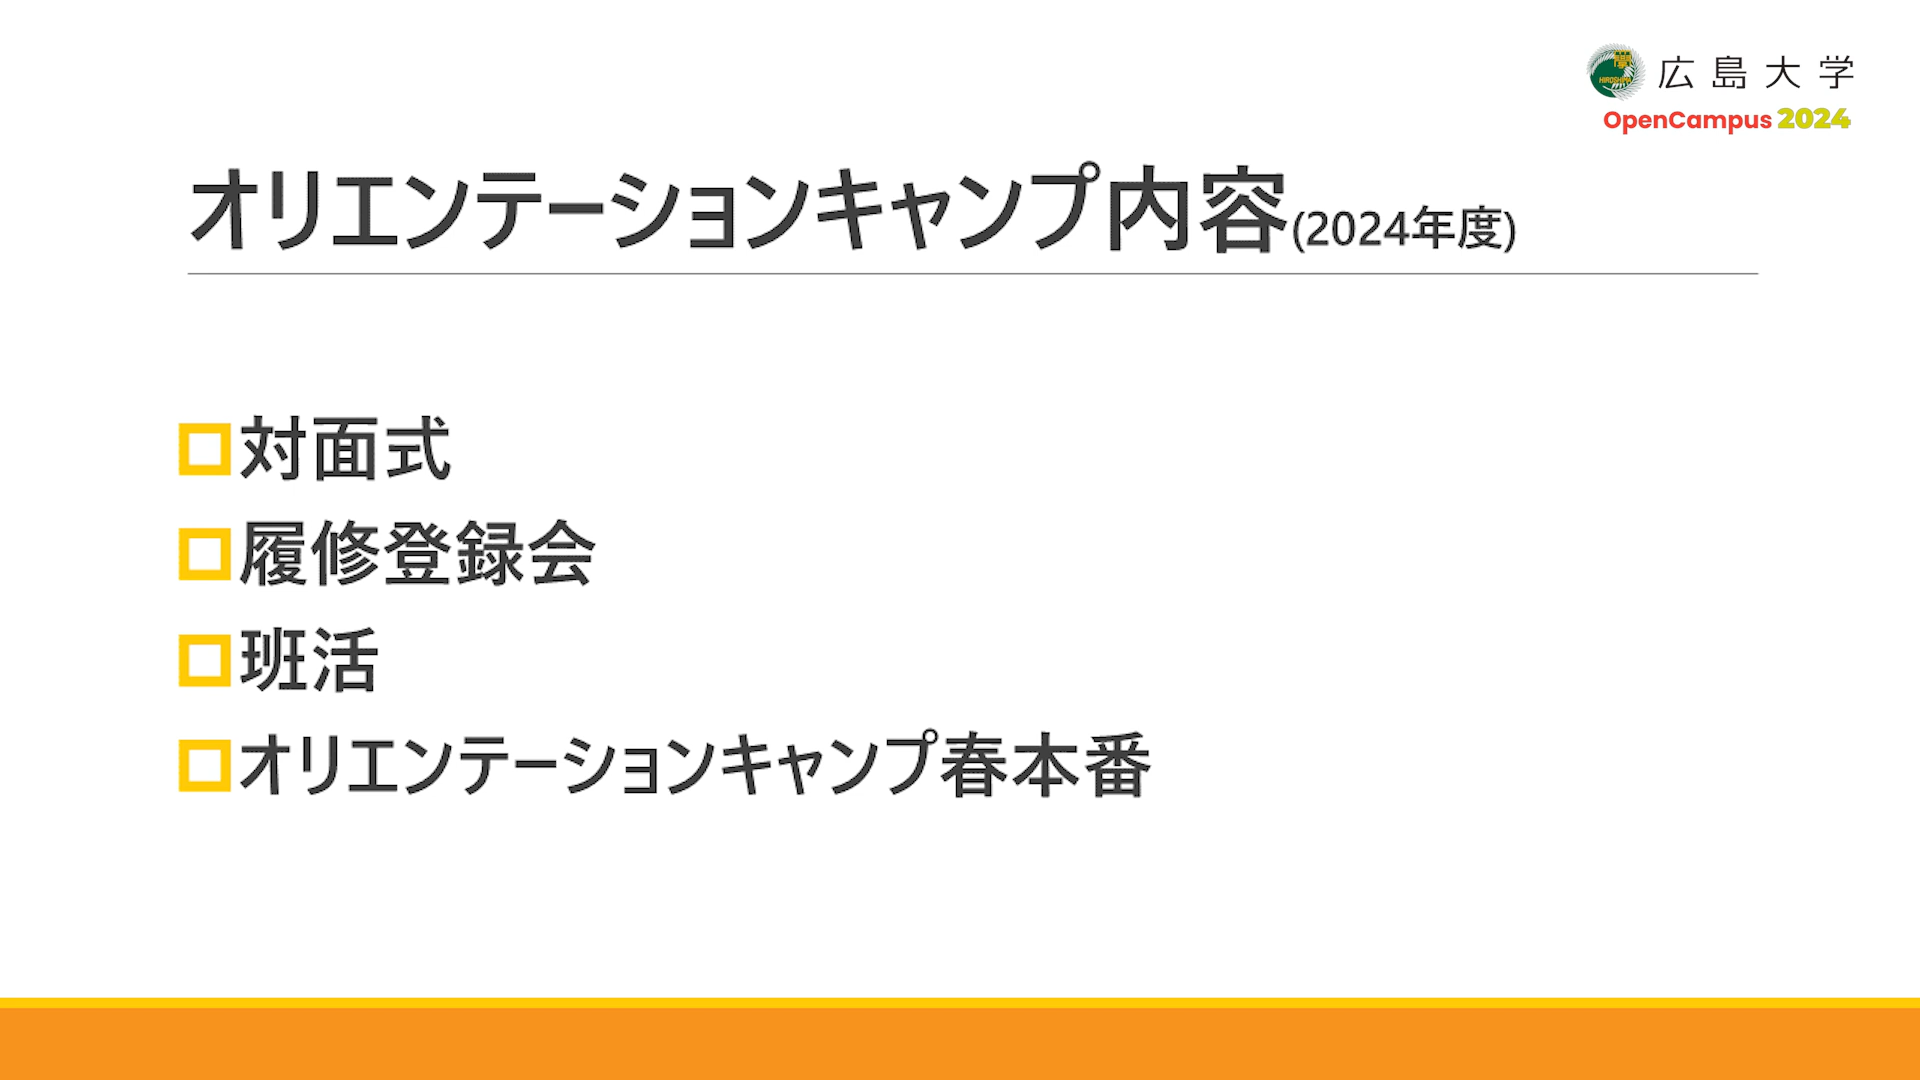 広島大学
OpenCampus 2024
オリエンテーションキャンプ内容(2024年度)
対面式
履修登録会
班活
オリエンテーションキャンプ春本番